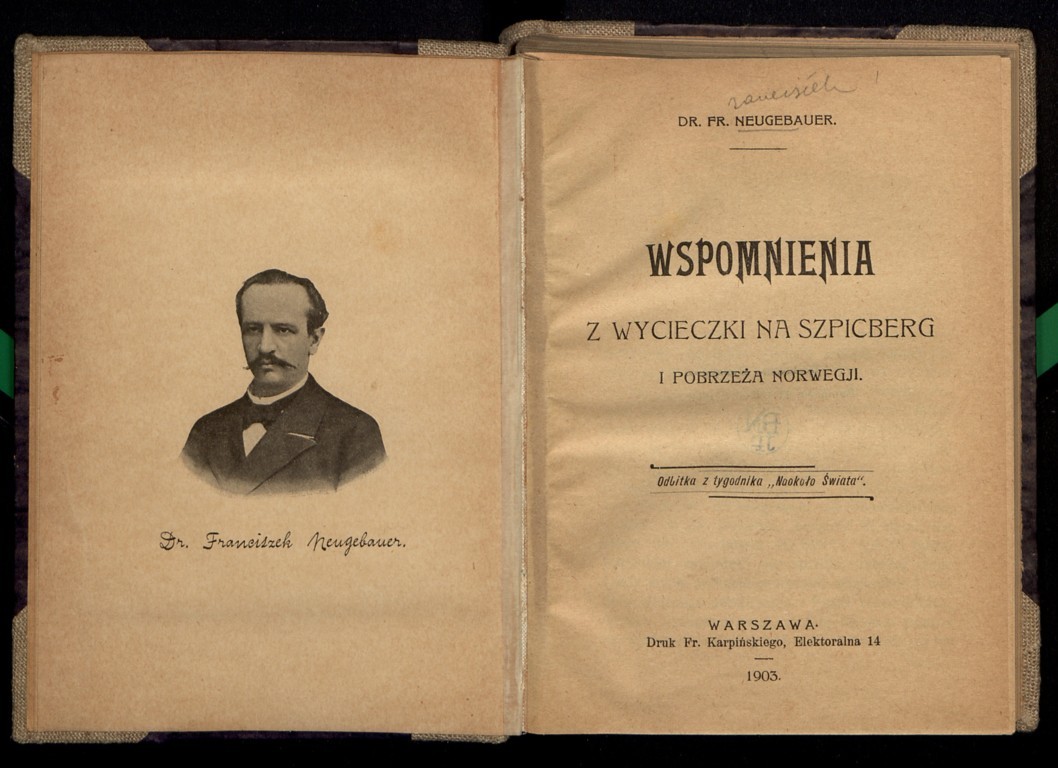 Dr. Franciszek Neugebauer.
ranciszek
DR. FR. NEUGEBAUER.
WSPOMNIENIA
Z WYCIECZKI NA SZPICBERG
I POBRZEŻA NORWEGJI.
Odbitka z tygodnika „Naokoło Świata“.
WARSZAWA·
Druk Fr. Karpińskiego, Elektoralna 14
1903.